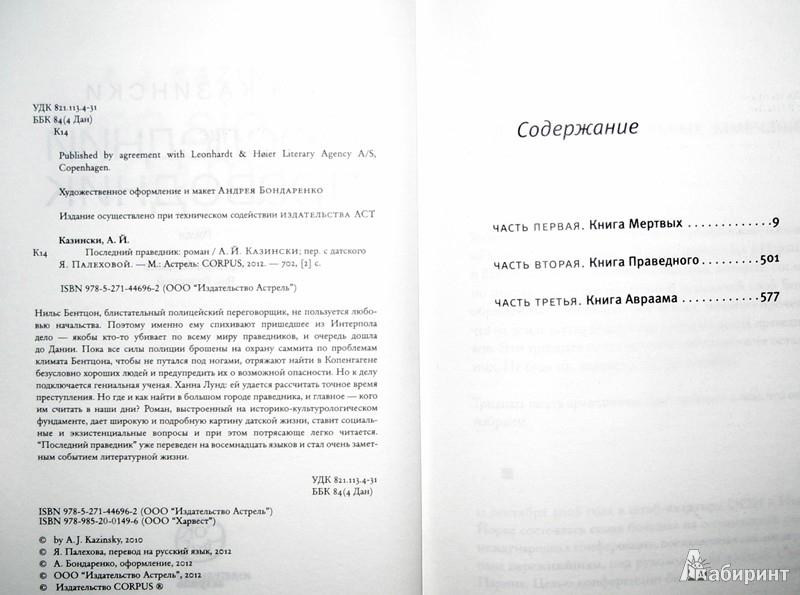 УДК 821.113.4-31
ББК 84(4 Дан)
К14
Published by agreement with Leonhardt & Høier Literary Agency A/S,
Copenhagen.
Художественное оформление и макет Андрея Бондаренко
Издание осуществлено при техническом содействии издательства АСТ
Казински, А. Й.
К14 Последний праведник: роман / А. Й. Казински; пер. с датского
Я. Палеховой. — М.: Астрель: CORPUS, 2012. — 702, [2] с.
ISBN 978-5-271-44696-2 (ООО “Издательство Астрель”)
Нильс Бентцон, блистательный полицейский переговорщик, не пользуется любо-
вью начальства. Поэтому именно ему спихивают пришедшее из Интерпола
дело — якобы кто-то убивает по всему миру праведников, и очередь дошла
до Дании. Пока все силы полиции брошены на охрану саммита по проблемам
климата Бентцона, чтобы не путался под ногами, отряжают найти в Копенгагене
безусловно хороших людей и предупредить их о возможной опасности. Но к делу
подключается гениальная ученая. Ханна Лунд: ей удается рассчитать точное время
преступления. Но где и как найти в большом городе праведника, и главное — кого
им считать в наши дни? Роман, выстроенный на историко-культурологическом
фундаменте, дает широкую и подробную картину датской жизни, ставит социаль-
ные и экзистенциальные вопросы и при этом потрясающе легко читается.
“Последний праведник” уже переведен на восемнадцать языков и стал очень замет-
ным событием литературной жизни.
УДК 821.113.4-31
ББК 84(4 Дан)
ISBN 978-5-271-44696-2 (ООО “Издательство Астрель”)
ISBN 978-985-20-0149-6 (ООО “Харвест”)
© by A.J. Kazinsky, 2010
© Я. Палехова, перевод на русский язык, 2012
© А. Бондаренко, оформление, 2012
© ООО “Издательство Астрель”, 2012
© Издательство CORPUS ®
Содержание
часть первая. Книга Мертвых . . . . . . . . . . . . 9
часть вторая. Книга Праведного . . . . . . . . . 501
часть третья. Книга Авраама . . . . . . . . . . . . 577
Лабиринт